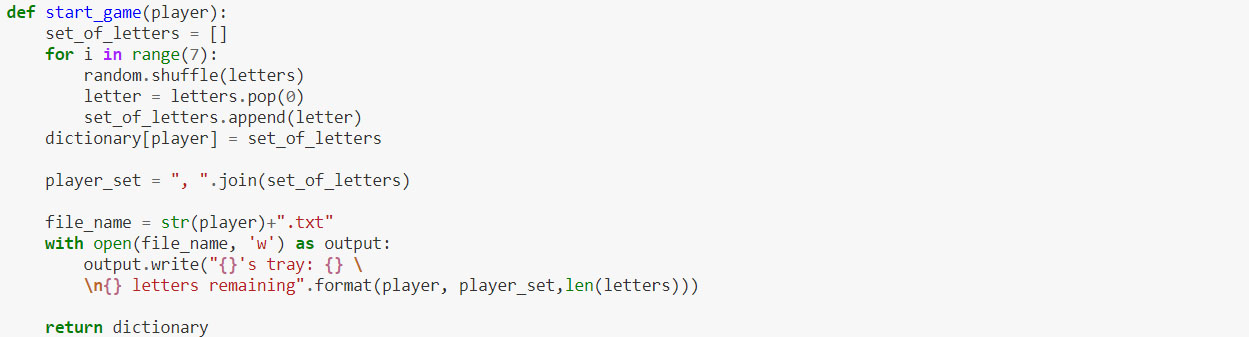 def start_game(player):
    set_of_letters = []
    for i in range(7):
        random.shuffle(letters)
        letter = letters.pop(0)
        set_of_letters.append(letter)
    dictionary[player] = set_of_letters

    player_set = ", ".join(set_of_letters)

    file_name = str(player)+".txt"
    with open(file_name, 'w') as output:
        output.write("{}'s tray: {} \
        \n{} letters remaining".format(player, player_set,len(letters)))

    return dictionary